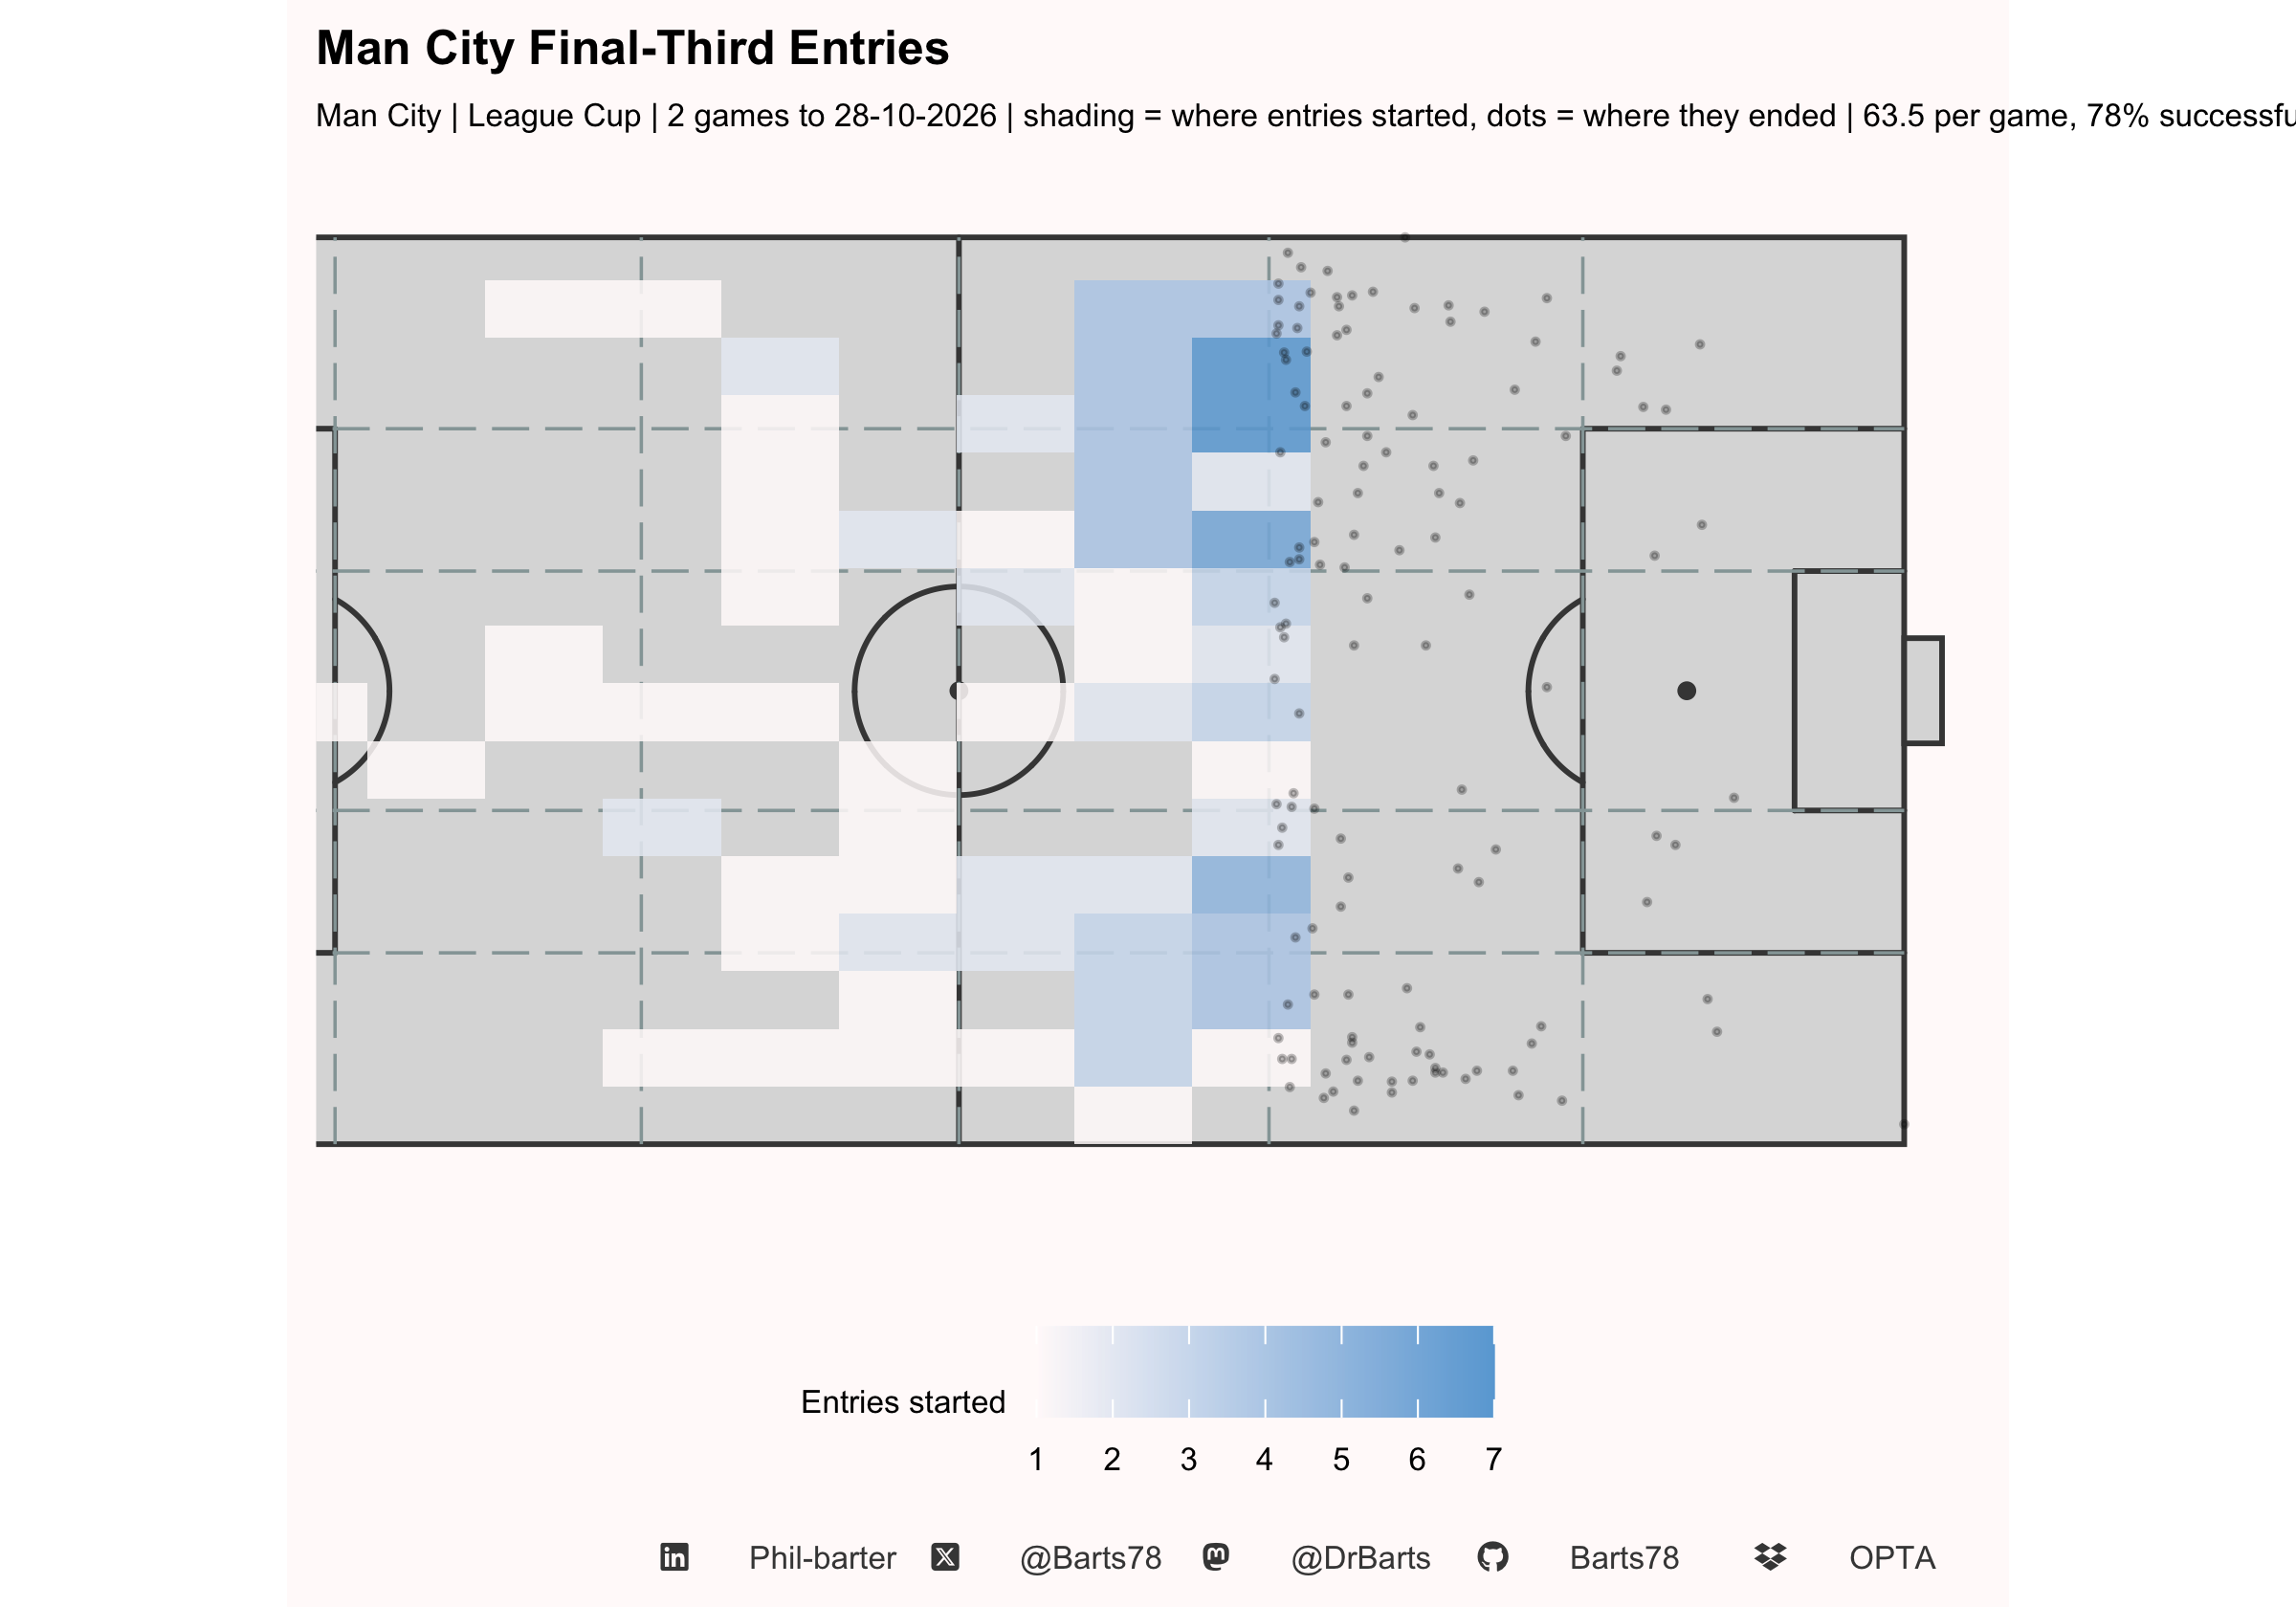 Man City Final-Third Entries
Man City | League Cup | 2 games to 28-10-2026 | shading = where entries started, dots = where they ended | 63.5 per game, 78% successfu
Entries started
1 2 3 4 5 6 7
Phil-barter @Barts78 @DrBarts Barts78 OPTA